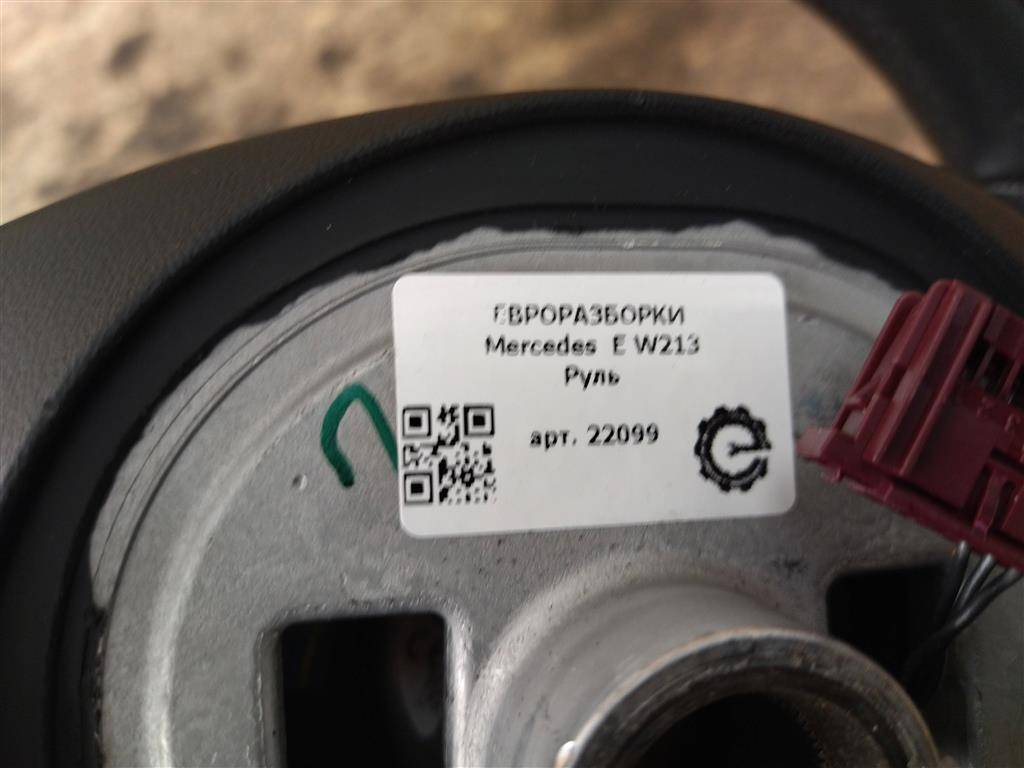 ЕВРОРАЗБОРКИ
Mercedes E W213
Руль
арт. 22099